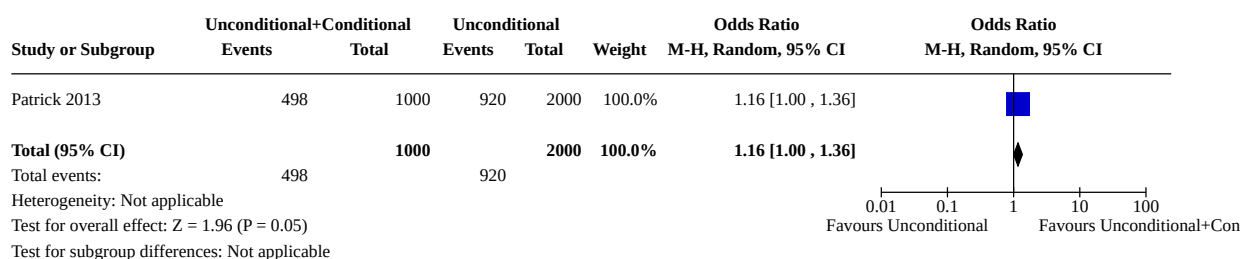 Unconditional+Conditional Unconditional Odds Ratio Odds Ratio
Study or Subgroup Events Total Events Total Weight M-H, Random, 95% CI M-H, Random, 95% CI
Patrick 2013 498 1000 920 2000 100.0% 1.16 [1.00 , 1.36]
Total (95% CI) 1000 2000 100.0% 1.16 [1.00 , 1.36]
Total events: 498 920
Heterogeneity: Not applicable
0.01 0.1 1 10 100
Test for overall effect: Z = 1.96 (P = 0.05) Favours Unconditional Favours Unconditional+Con
Test for subgroup differences: Not applicable